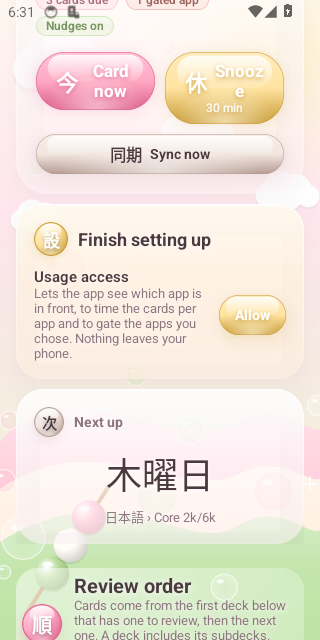 6:31
3 cards due
1 gated app
Nudges on
今 Card now
休 Snooze
30 min
同期 Sync now
設 Finish setting up
Usage access
Lets the app see which app is
in front, to time the cards per
app and to gate the apps you
chose. Nothing leaves your
phone.
Allow
次 Next up
木曜日
日本語 › Core 2k/6k
順 Review order
Cards come from the first deck below
that has one to review, then the next
one. A deck includes its subdecks.